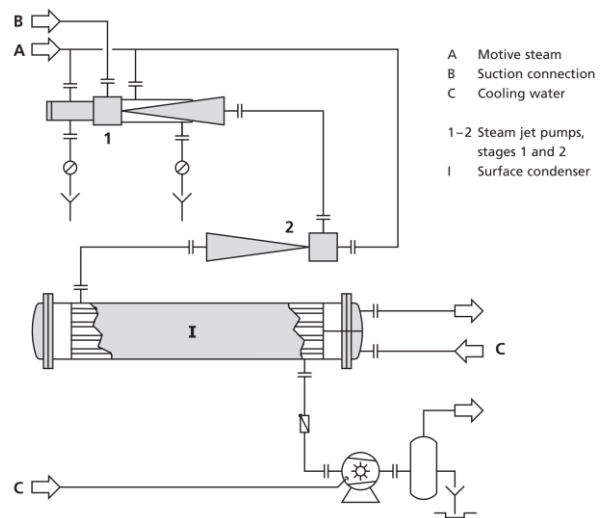 B
A
1
2
I
C
C
A Motive steam
B Suction connection
C Cooling water
1–2 Steam jet pumps,
stages 1 and 2
I Surface condenser